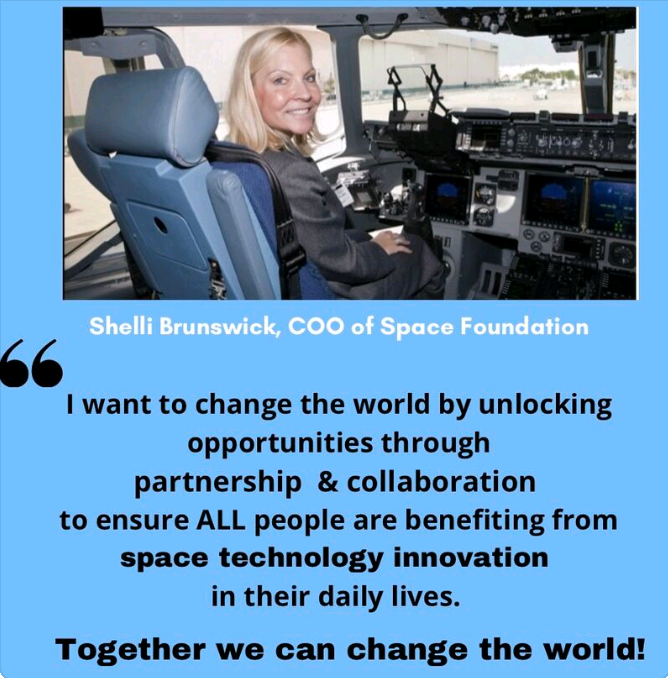 Shelli Brunswick, COO of Space Foundation
“
I want to change the world by unlocking
opportunities through
partnership & collaboration
to ensure ALL people are benefiting from
space technology innovation
in their daily lives.
Together we can change the world!